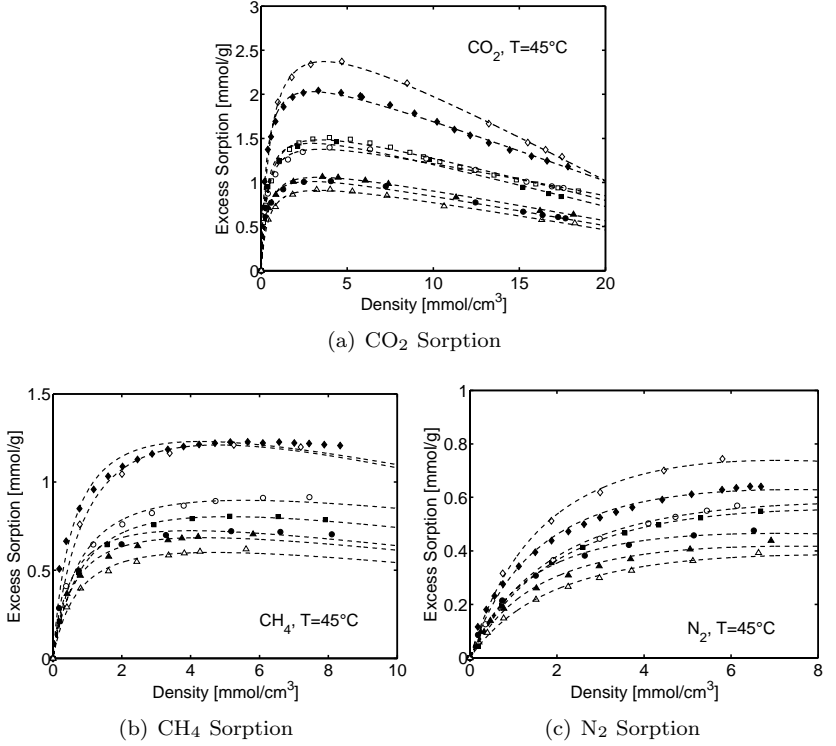 3
2.5
2
1.5
1
0.5
0
Excess Sorption [mmol/g]
CO2, T=45°C
0 5 10 15 20
Density [mmol/cm3]
(a) CO2 Sorption
1.5
1
0.5
0
Excess Sorption [mmol/g]
CH4, T=45°C
0 2 4 6 8 10
Density [mmol/cm3]
(b) CH4 Sorption
1
0.8
0.6
0.4
0.2
0
Excess Sorption [mmol/g]
N2, T=45°C
0 2 4 6 8
Density [mmol/cm3]
(c) N2 Sorption